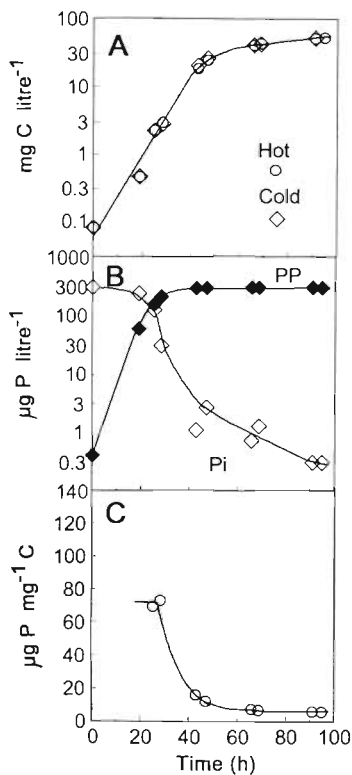 A
mg C litre⁻¹
100
30
10
3
1
0.3
0.1
Hot
Cold
B
µg P litre⁻¹
1000
300
100
30
10
3
1
0.3
PP
Pi
C
µg P mg⁻¹ C
140
120
100
80
60
40
20
0
0 20 40 60 80 100
Time (h)